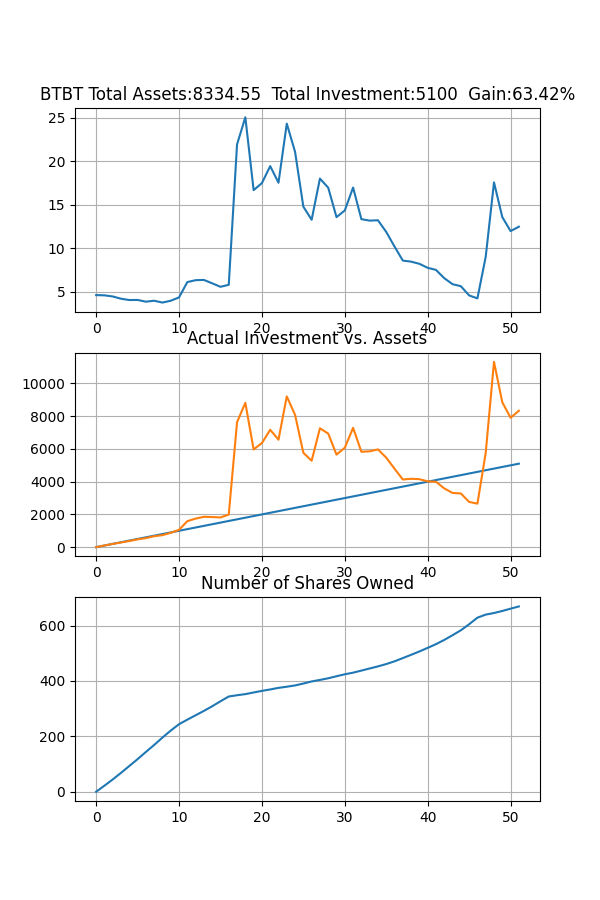 BTBT Total Assets:8334.55  Total Investment:5100  Gain:63.42%
25
20
15
10
5
0 10 20 30 40 50
Actual Investment vs. Assets
10000
8000
6000
4000
2000
0
0 10 20 30 40 50
Number of Shares Owned
600
400
200
0
0 10 20 30 40 50